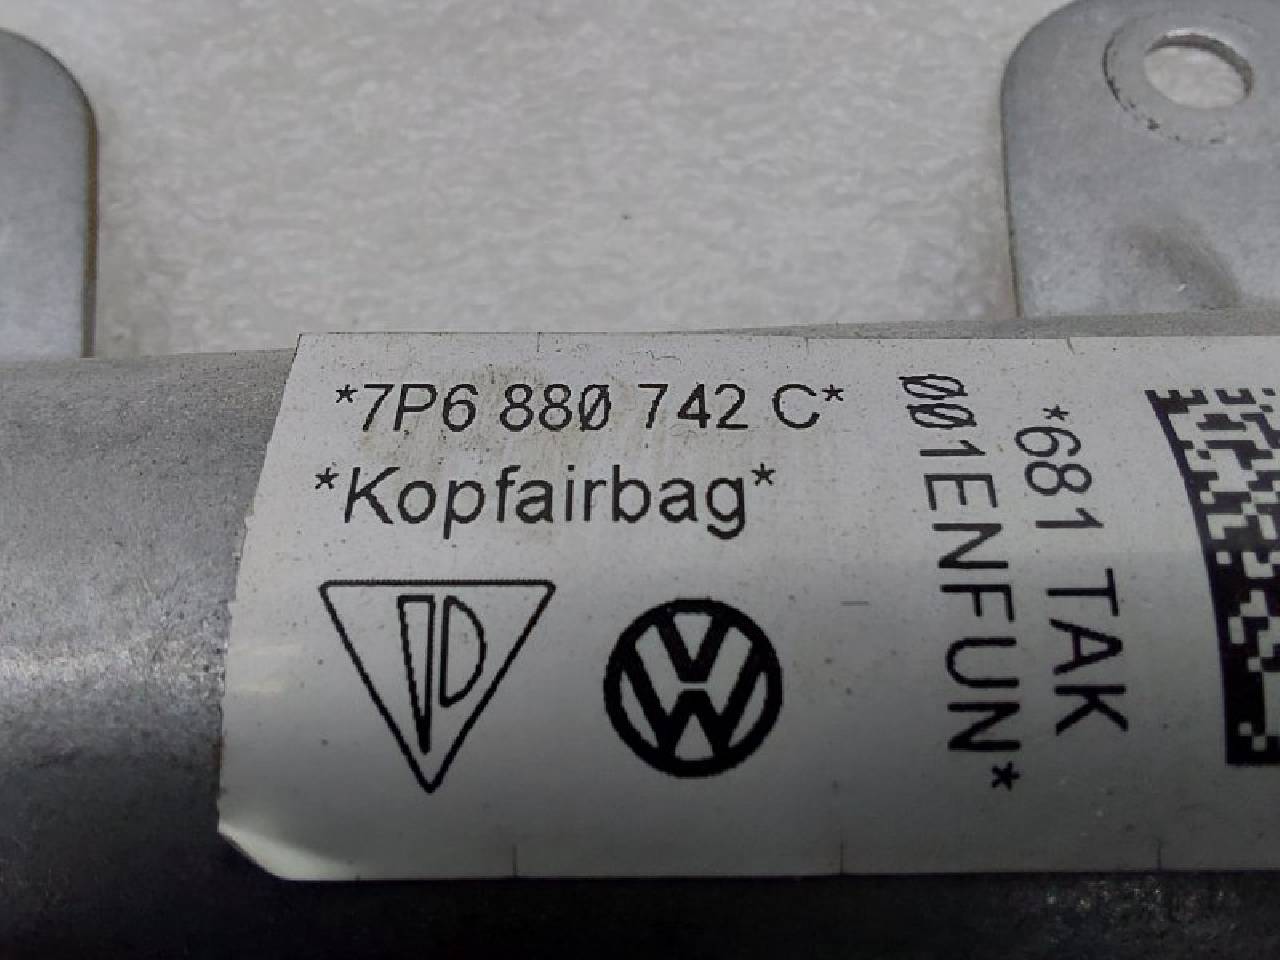 *7P6 880 742 C*
*Kopfairbag*
*681 TAK
001ENFUN*